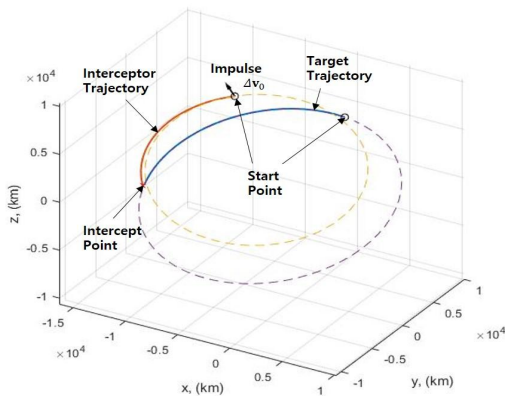 Impulse
Δv₀
Target
Trajectory
Interceptor
Trajectory
Start
Point
Intercept
Point
×10⁴
1
0.5
0
-0.5
-1
z, (km)
-1.5
-1
-0.5
0
0.5
1
×10⁴
x, (km)
-1
-0.5
0
0.5
1
×10⁴
y, (km)